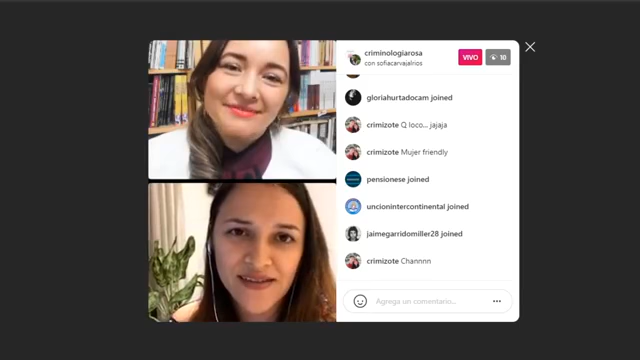 criminologiarosa
con sofiacarvajalrios
VIVO
10
gloriahurtadocam joined
crimizote Q loco... jajaja
crimizote Mujer friendly
pensionese joined
uncionintercontinental joined
jaimegarridomiller28 joined
crimizote Channnn
Agrega un comentario...